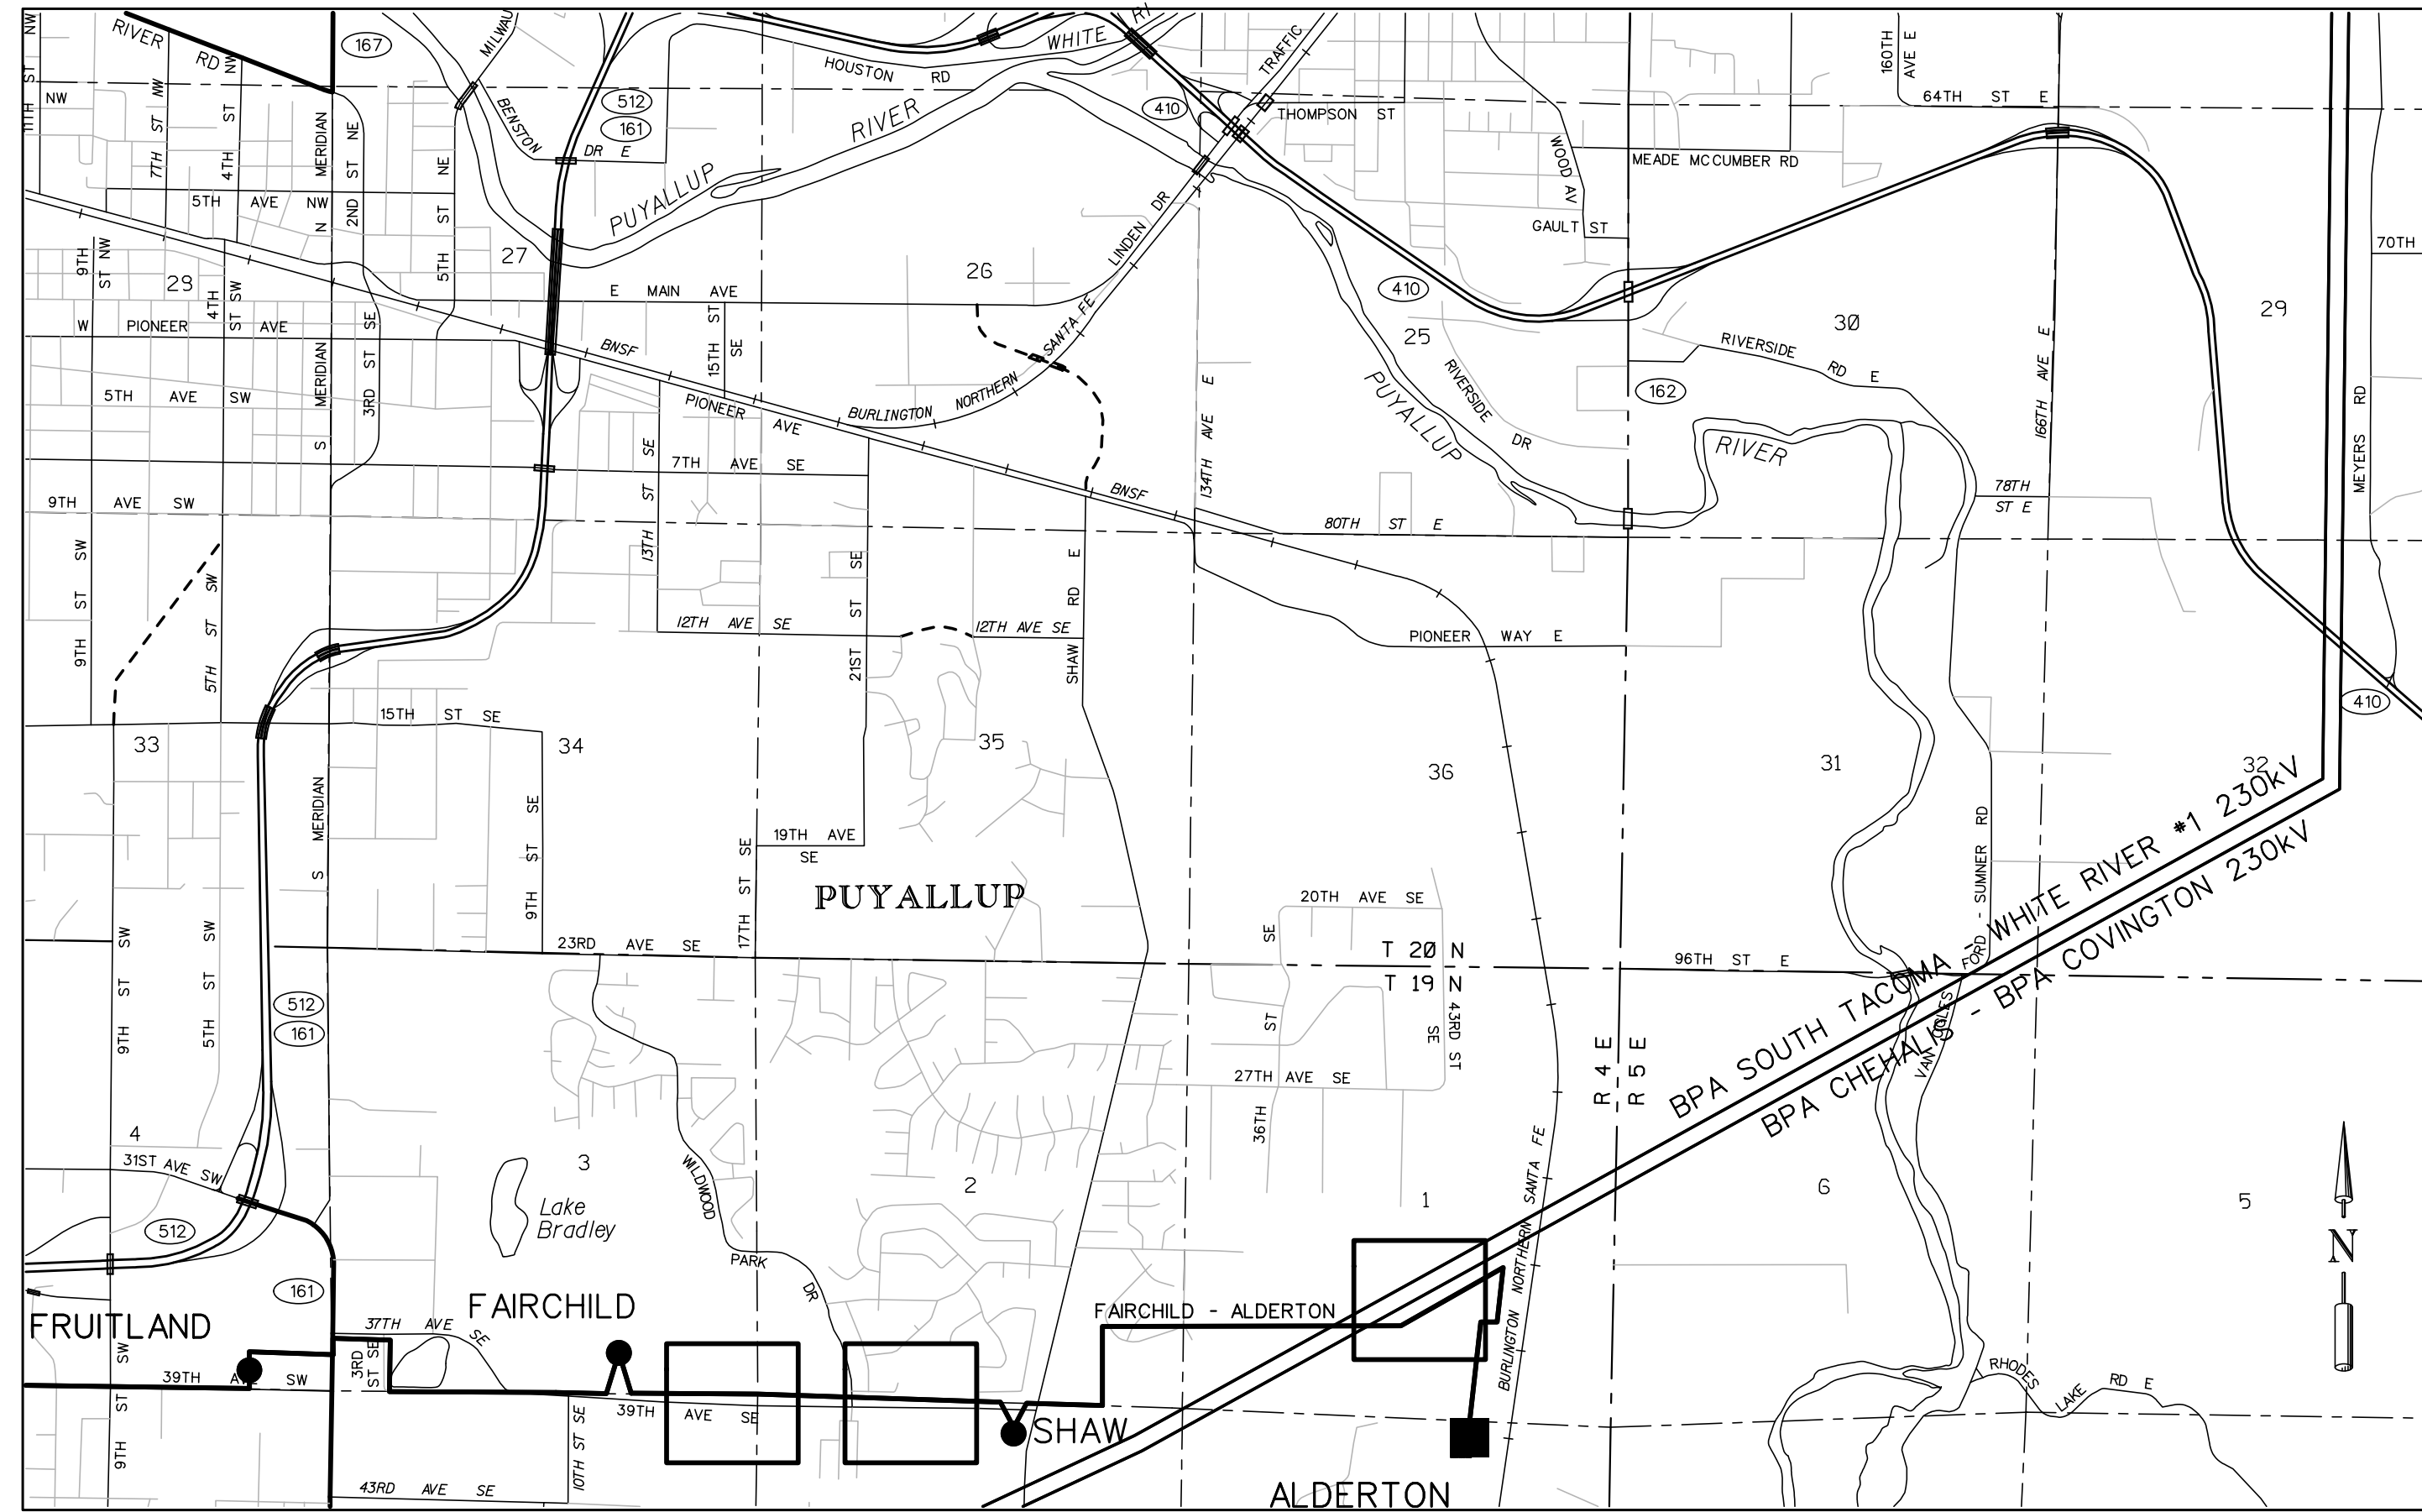 RIVER RD
167
MILWAU
WHITE RI
TRAFFIC
160TH AVE E
11TH ST NW
NW
7TH ST NW
4TH ST NW
N MERIDIAN
2ND ST NE
5TH ST NE
BENSTON
DR E
512
161
HOUSTON RD
410
THOMPSON ST
64TH ST E
PUYALLUP RIVER
WOOD AV
MEADE MCCUMBER RD
5TH AVE NW
GAULT ST
LINDEN DR
9TH ST NW
28
27
26
410
4TH ST SW
E MAIN AVE
70TH
29
30
W PIONEER AVE
15TH ST SE
BNSF
SANTA FE
25
RIVERSIDE RD E
166TH AVE E
S MERIDIAN
3RD ST SE
5TH AVE SW
PIONEER AVE
BURLINGTON NORTHERN
134TH AVE E
PUYALLUP
RIVERSIDE DR
162
RIVER
MEYERS RD
13TH ST SE
7TH AVE SE
BNSF
9TH AVE SW
78TH ST E
80TH ST E
9TH ST SW
5TH ST SW
21ST ST SE
SHAW RD E
12TH AVE SE
12TH AVE SE
PIONEER WAY E
410
15TH ST SE
33
34
35
36
31
32
S MERIDIAN
9TH ST SE
17TH ST SE
19TH AVE SE
PUYALLUP
FORD - SUMNER RD
20TH AVE SE
9TH ST SW
5TH ST SW
23RD AVE SE
T 20 N
T 19 N
96TH ST E
36TH ST SE
43RD ST SE
512
161
R 4 E
R 5 E
VAN OGLES
BPA SOUTH TACOMA - WHITE RIVER #1 230kV
BPA CHEHALIS - BPA COVINGTON 230kV
27TH AVE SE
4
31ST AVE SW
3
WILDWOOD PARK DR
2
1
6
5
Lake
Bradley
512
BURLINGTON NORTHERN SANTA FE
N
161
FRUITLAND
FAIRCHILD
FAIRCHILD - ALDERTON
37TH AVE SE
3RD ST SE
39TH AVE SW
9TH ST SW
39TH AVE SE
10TH ST SE
SHAW
RHODES LAKE RD E
43RD AVE SE
ALDERTON